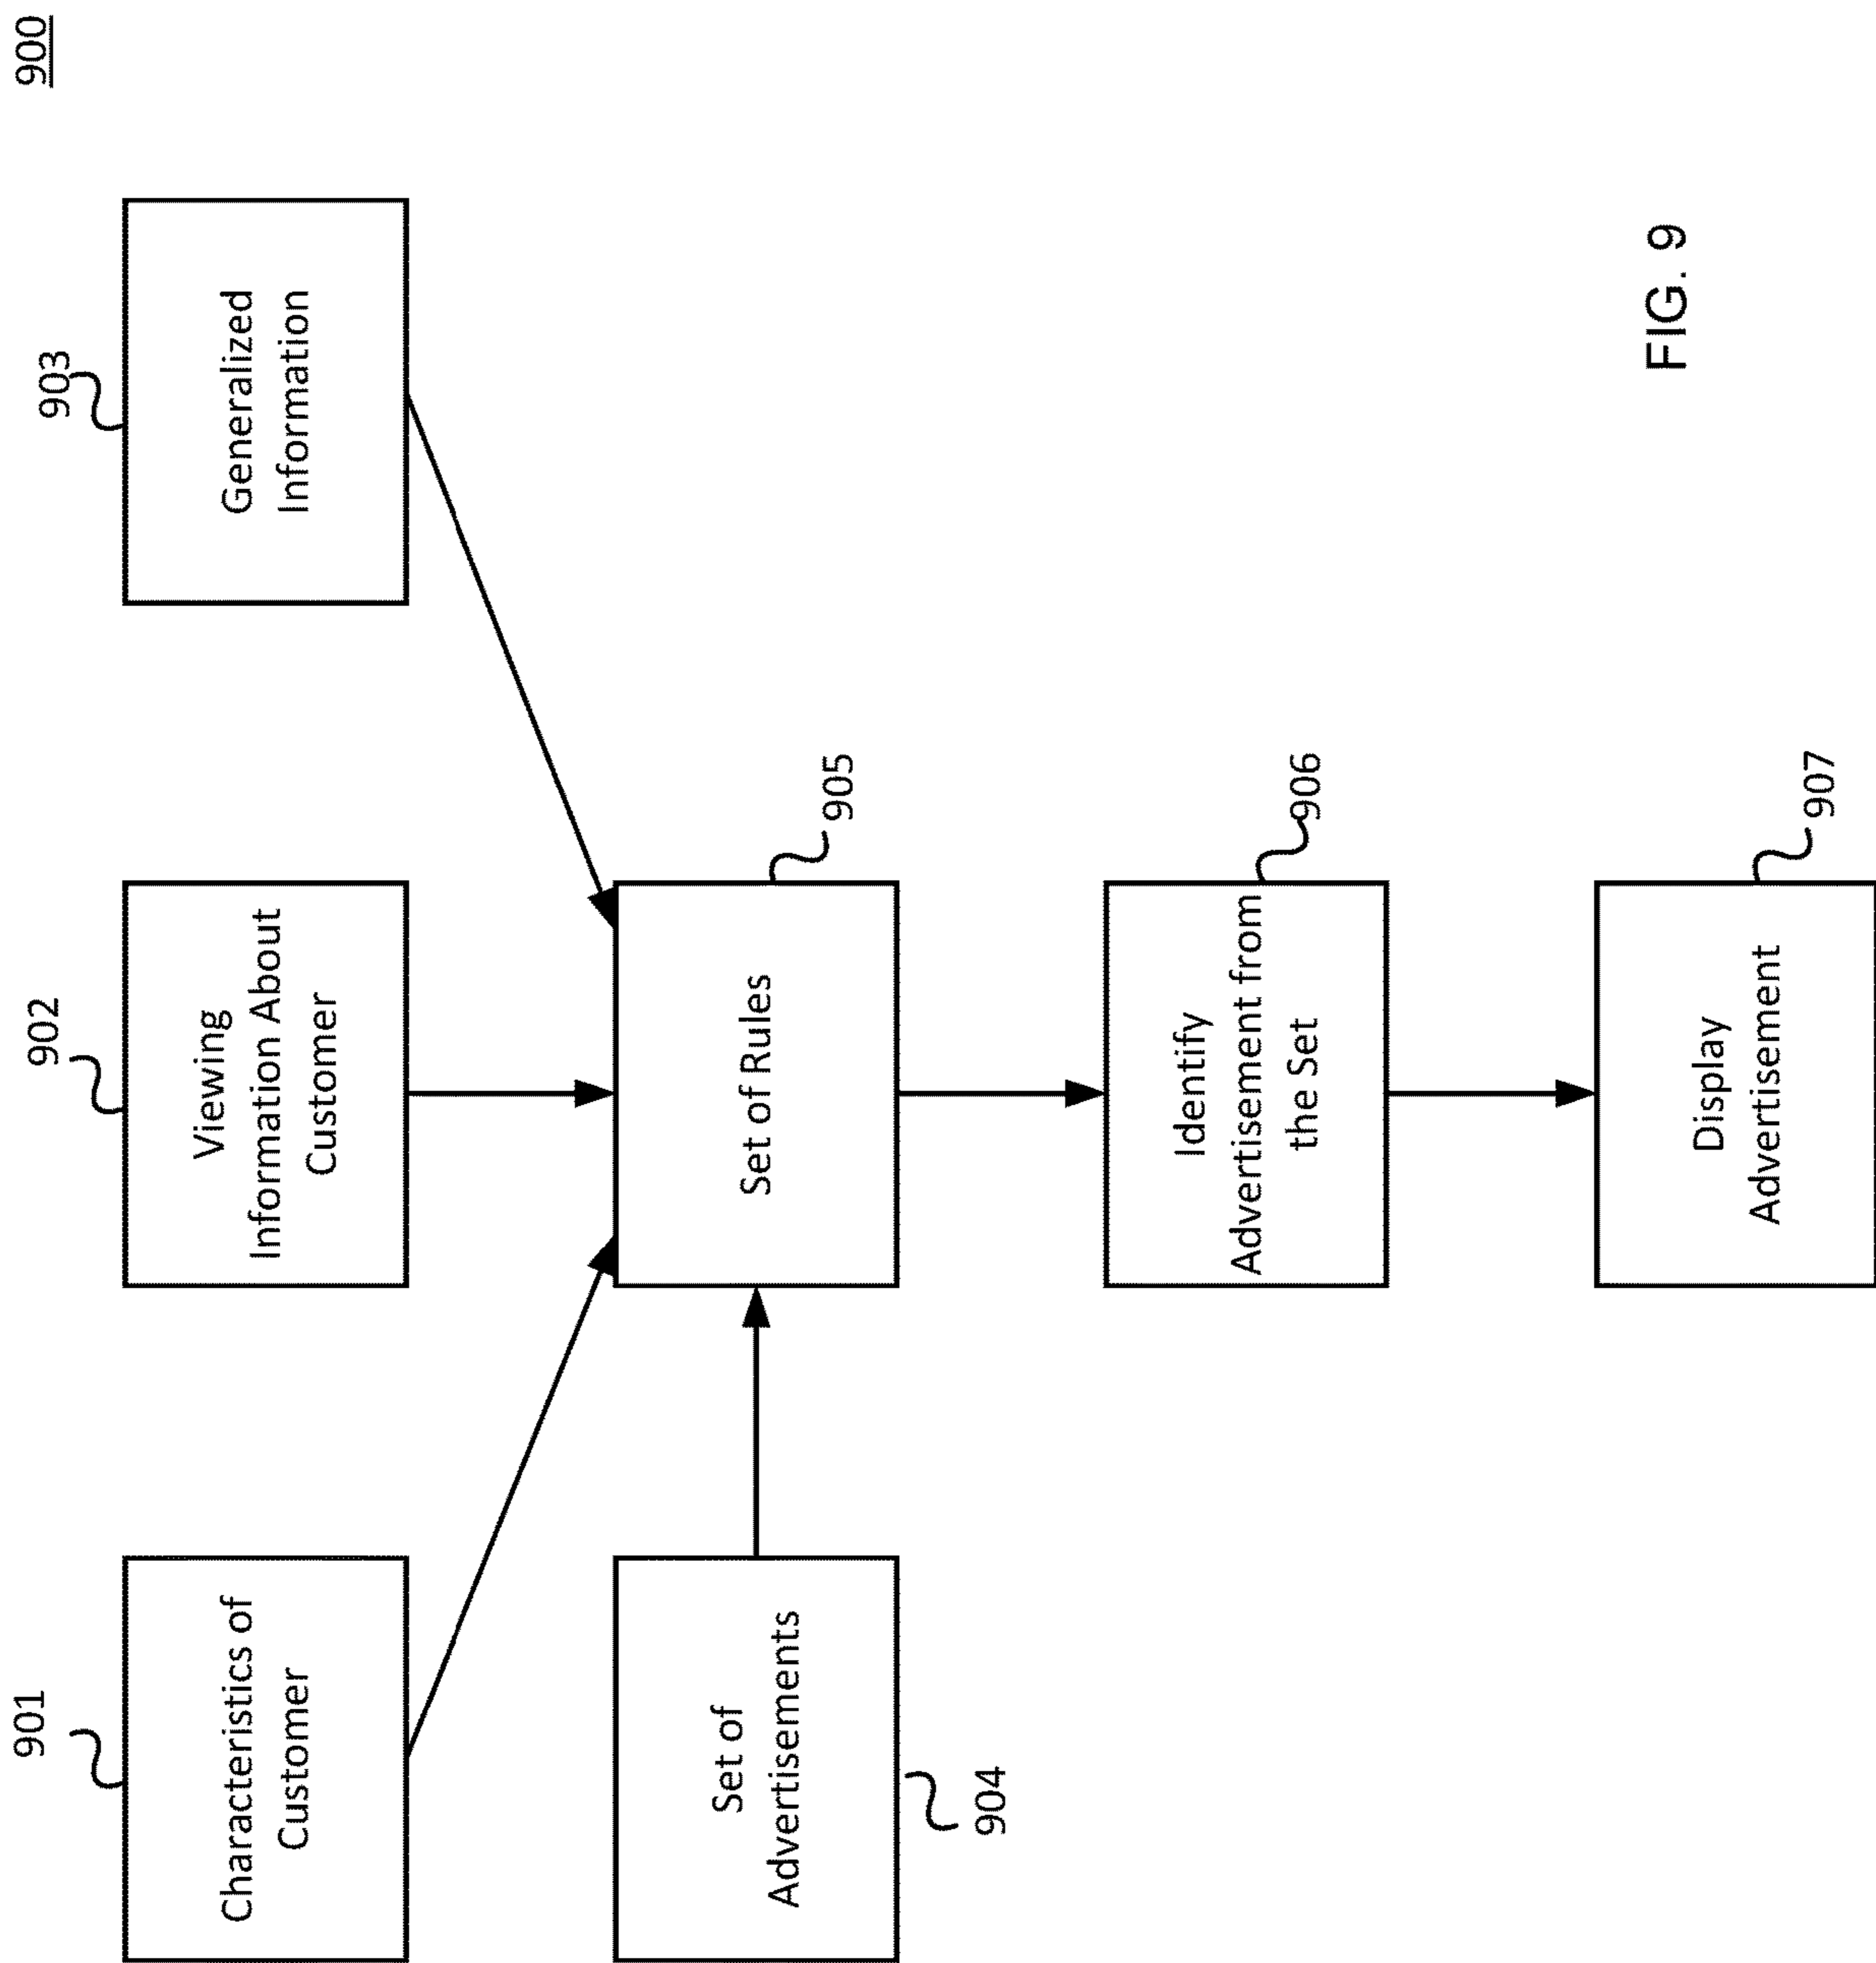 900
901
Characteristics of
Customer
902
Viewing
Information About
Customer
903
Generalized
Information
904
Set of
Advertisements
Set of Rules
905
Identify
Advertisement from
the Set
906
Display
Advertisement
907
FIG. 9